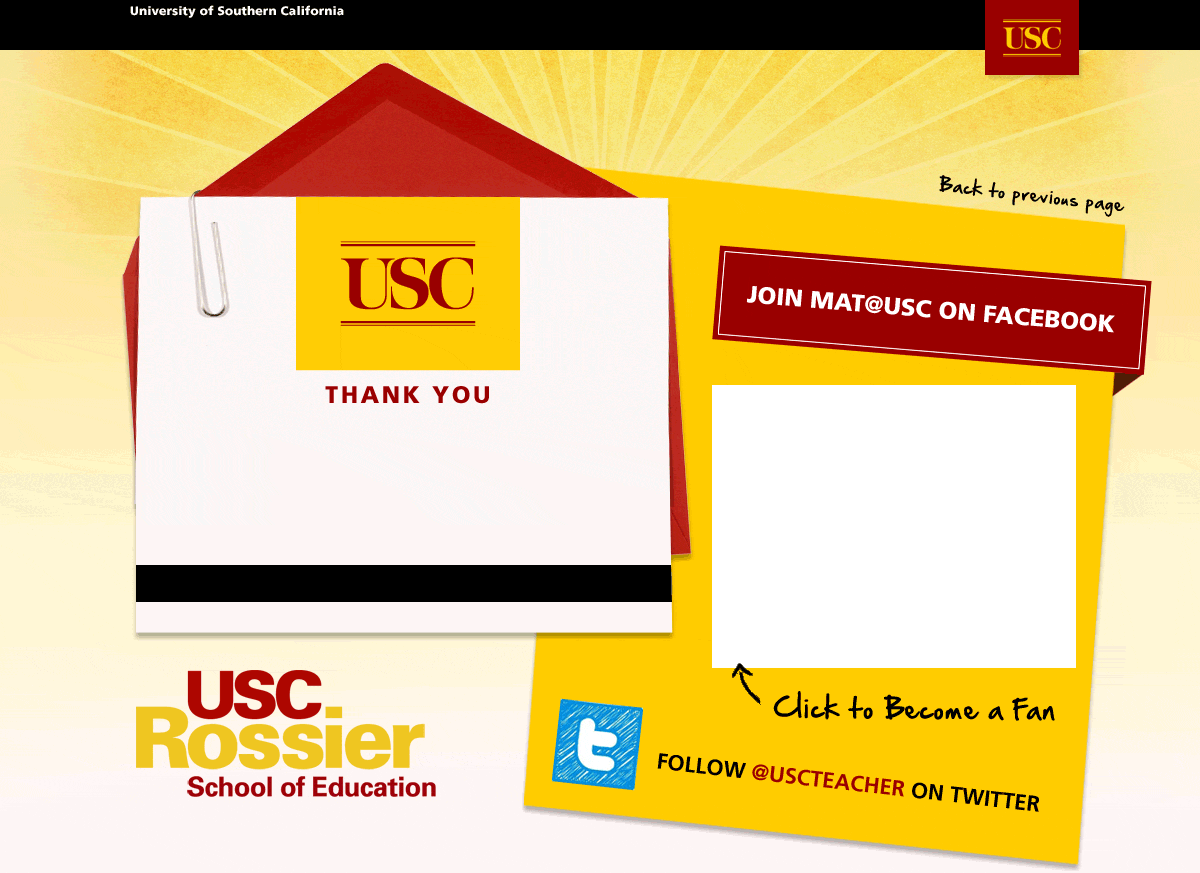 University of Southern California
USC
Back to previous page
USC
THANK YOU
JOIN MAT@USC ON FACEBOOK
Click to Become a Fan
t
FOLLOW @USCTEACHER ON TWITTER
USC
Rossier
School of Education